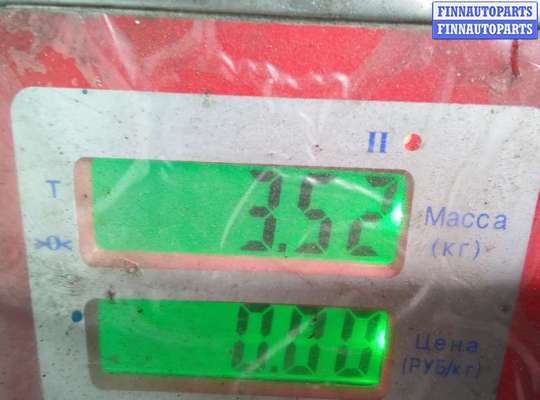 FINNAUTOPARTS
FINNAUTOPARTS
II
T
3.52
Масса
(кг)
>0<
0.00
Цена
(РУБ/кг)